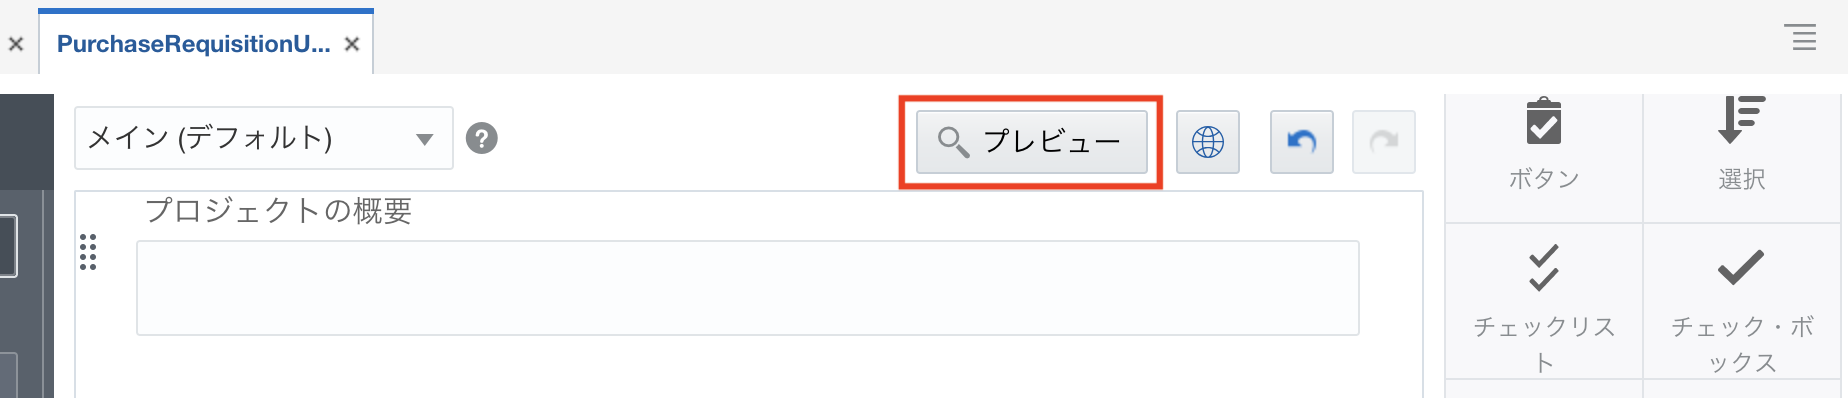 PurchaseRequisitionU...
メイン (デフォルト)
?
プレビュー
プロジェクトの概要
ボタン
選択
チェックリス
ト
チェック・ボ
ックス